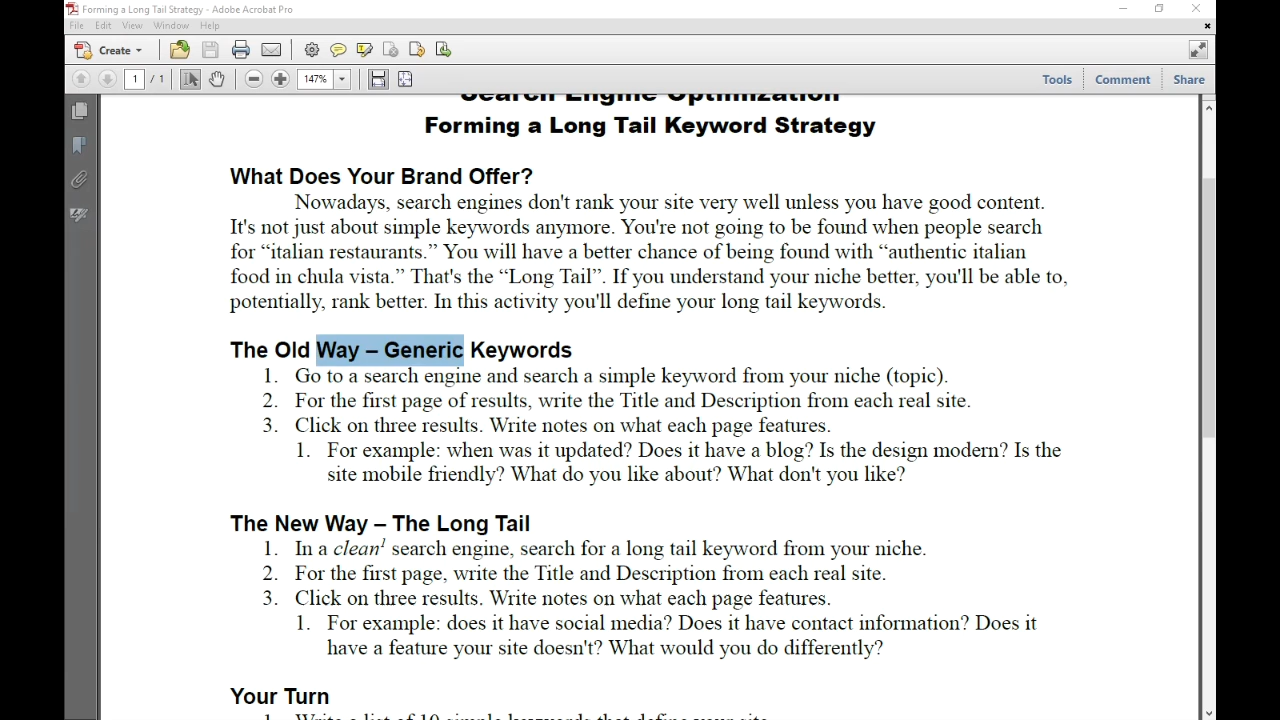 Forming a Long Tail Strategy - Adobe Acrobat Pro
File Edit View Window Help
Create
1 / 1
147%
Tools Comment Share
Search Engine Optimization
Forming a Long Tail Keyword Strategy
What Does Your Brand Offer?
Nowadays, search engines don't rank your site very well unless you have good content.
It's not just about simple keywords anymore. You're not going to be found when people search
for “italian restaurants.” You will have a better chance of being found with “authentic italian
food in chula vista.” That's the “Long Tail”. If you understand your niche better, you'll be able to,
potentially, rank better. In this activity you'll define your long tail keywords.
The Old Way – Generic Keywords
1. Go to a search engine and search a simple keyword from your niche (topic).
2. For the first page of results, write the Title and Description from each real site.
3. Click on three results. Write notes on what each page features.
1. For example: when was it updated? Does it have a blog? Is the design modern? Is the
site mobile friendly? What do you like about? What don't you like?
The New Way – The Long Tail
1. In a clean1 search engine, search for a long tail keyword from your niche.
2. For the first page, write the Title and Description from each real site.
3. Click on three results. Write notes on what each page features.
1. For example: does it have social media? Does it have contact information? Does it
have a feature your site doesn't? What would you do differently?
Your Turn
1. Write a list of 10 simple keywords that define your site.